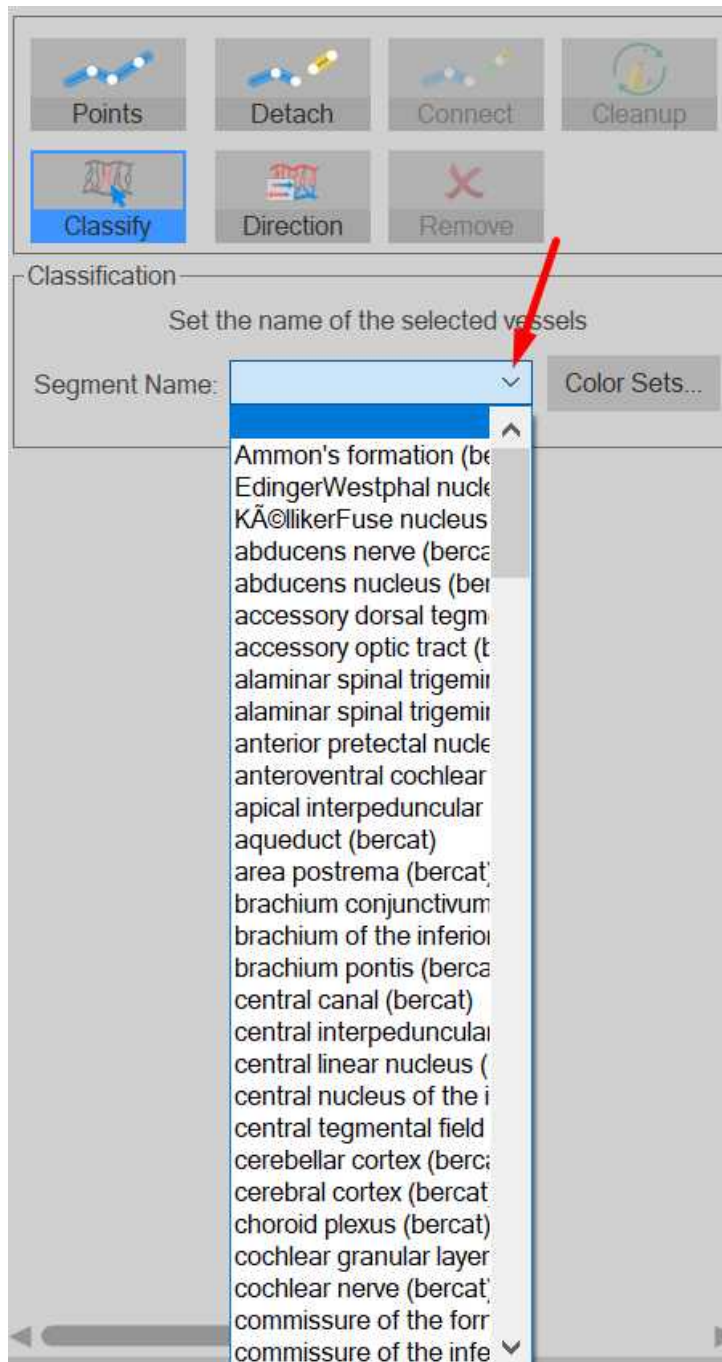 Points Detach Connect Cleanup
Classify Direction Remove
Classification
Set the name of the selected vessels
Segment Name: Color Sets...
Ammon's formation (be
EdingerWestphal nucle
KÃ©llikerFuse nucleus
abducens nerve (berca
abducens nucleus (ber
accessory dorsal tegm
accessory optic tract (b
alaminar spinal trigemin
alaminar spinal trigemin
anterior pretectal nucle
anteroventral cochlear
apical interpeduncular
aqueduct (bercat)
area postrema (bercat)
brachium conjunctivum
brachium of the inferior
brachium pontis (berca
central canal (bercat)
central interpeduncular
central linear nucleus (
central nucleus of the i
central tegmental field
cerebellar cortex (berca
cerebral cortex (bercat
choroid plexus (bercat)
cochlear granular layer
cochlear nerve (bercat)
commissure of the forn
commissure of the infe